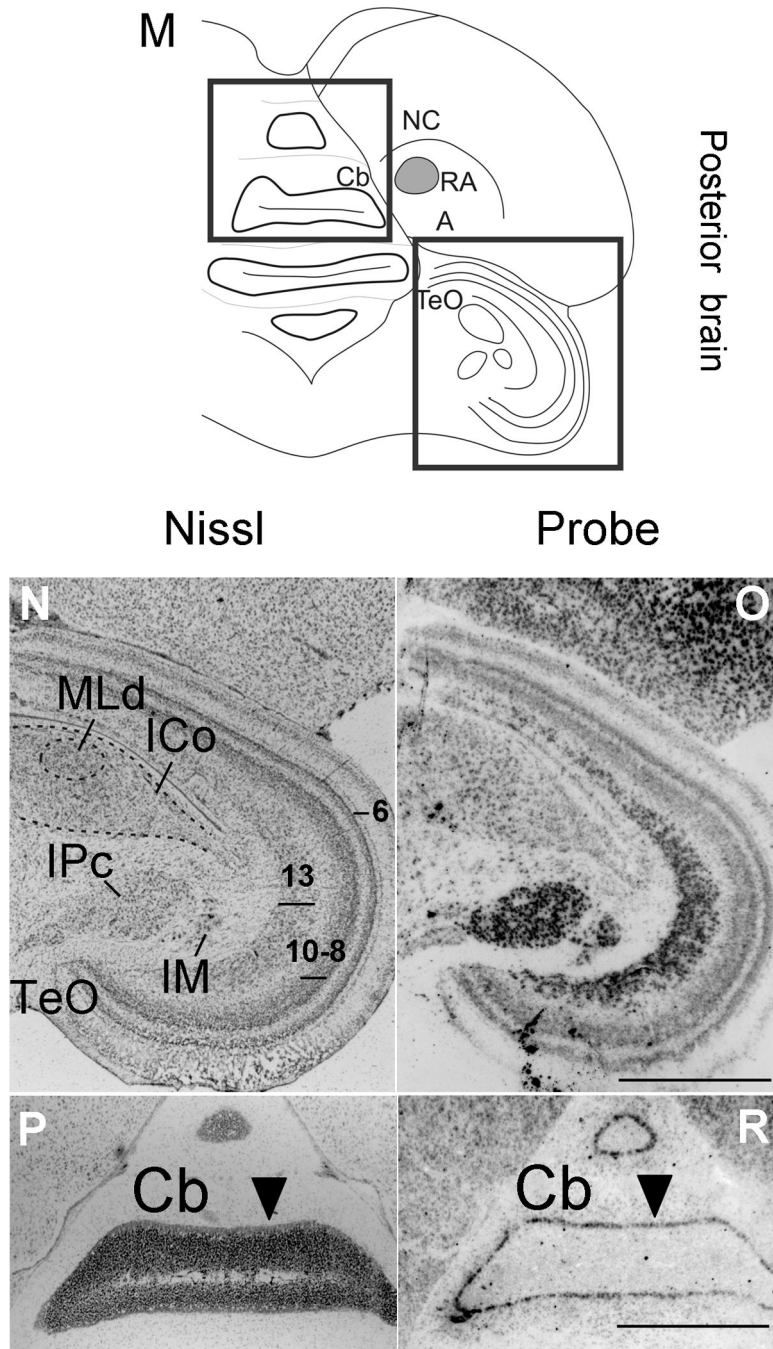 M
NC
Cb
RA
A
TeO
Posterior brain
Nissl
Probe
N
O
MLd
ICo
6
IPc
13
10-8
IM
TeO
P
R
Cb
Cb